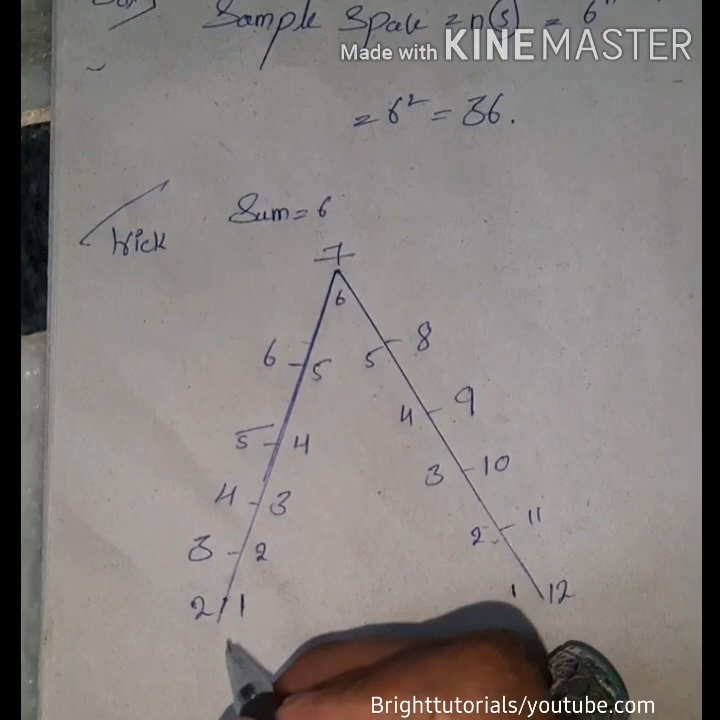 Sample Space = n(S) = 6ⁿ
Made with KINEMASTER
= 6² = 36.
Sum = 6
trick
7
6
6 5 5 8
5 4 4 9
4 3 3 10
3 2 2 11
2 1 1 12
Brighttutorials/youtube.com